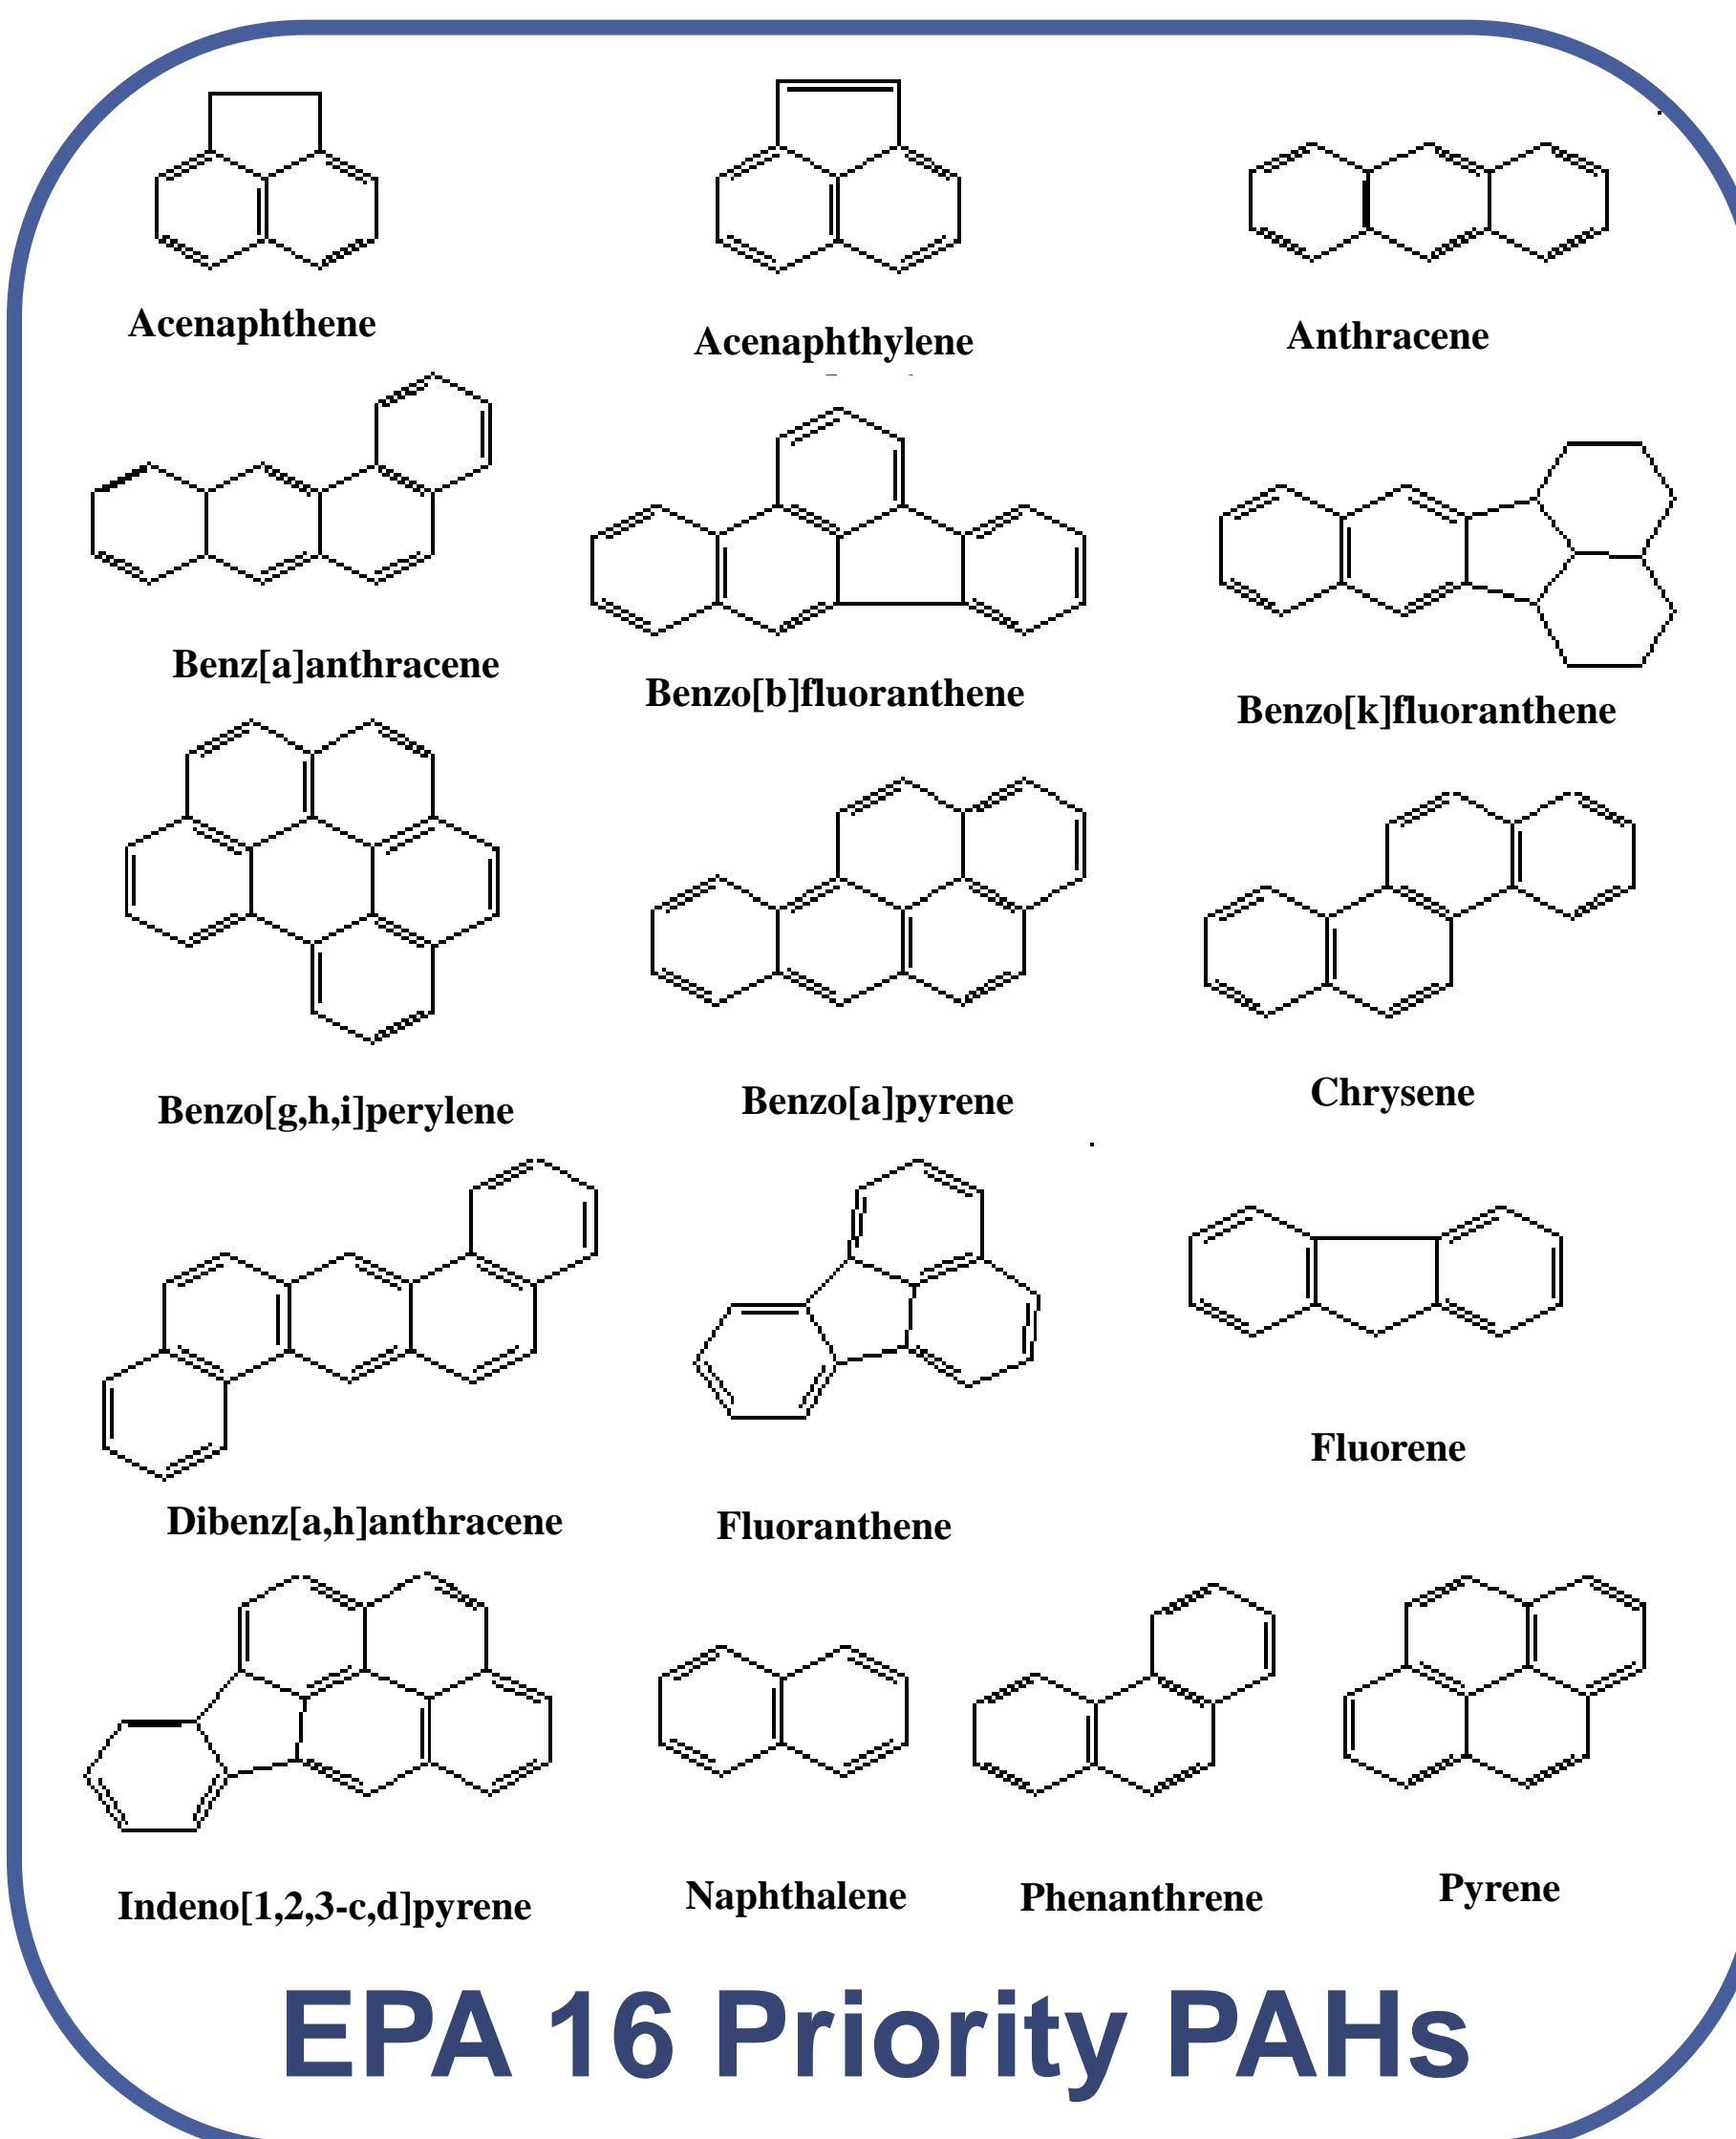 Acenaphthene
Acenaphthylene
Anthracene
Benz[a]anthracene
Benzo[b]fluoranthene
Benzo[k]fluoranthene
Benzo[g,h,i]perylene
Benzo[a]pyrene
Chrysene
Dibenz[a,h]anthracene
Fluoranthene
Fluorene
Indeno[1,2,3-c,d]pyrene
Naphthalene
Phenanthrene
Pyrene
EPA 16 Priority PAHs